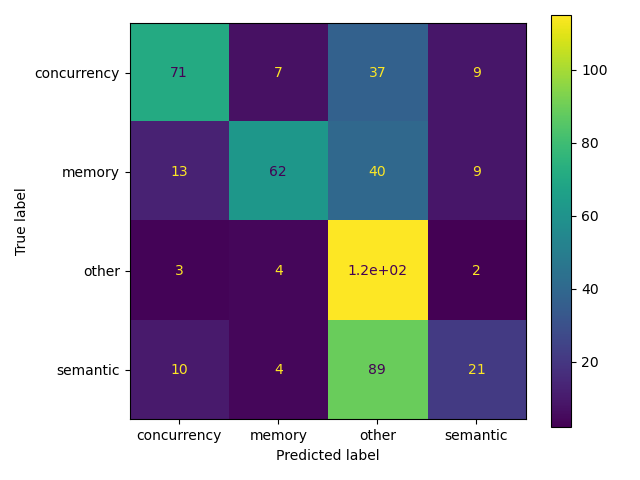 concurrency 71 7 37 9
memory 13 62 40 9
other 3 4 1.2e+02 2
semantic 10 4 89 21
concurrency memory other semantic
Predicted label
True label
100
80
60
40
20